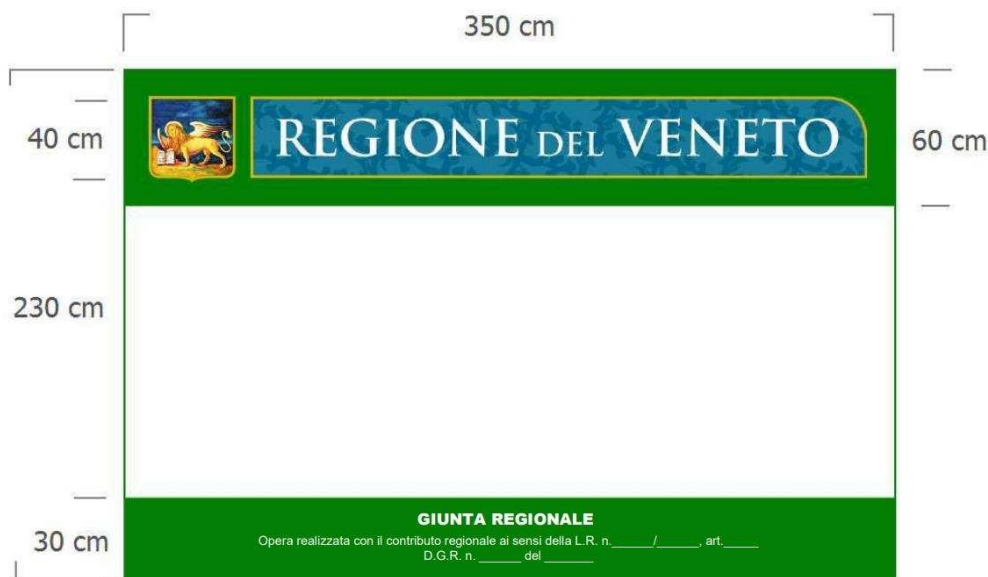 350 cm
40 cm
REGIONE DEL VENETO
60 cm
230 cm
30 cm
GIUNTA REGIONALE
Opera realizzata con il contributo regionale ai sensi della L.R. n.______/______, art._____
D.G.R. n. ______ del _______